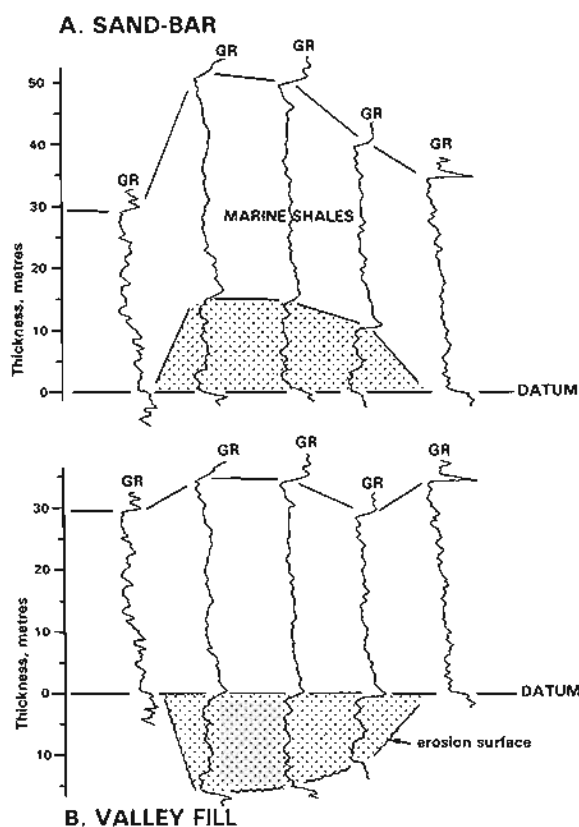 A. SAND-BAR
GR
GR
50
GR
40
GR
GR
30
MARINE SHALES
20
10
0
DATUM
Thickness, metres
GR
GR
GR
GR
GR
30
20
10
0
DATUM
10
erosion surface
Thickness, metres
B. VALLEY FILL